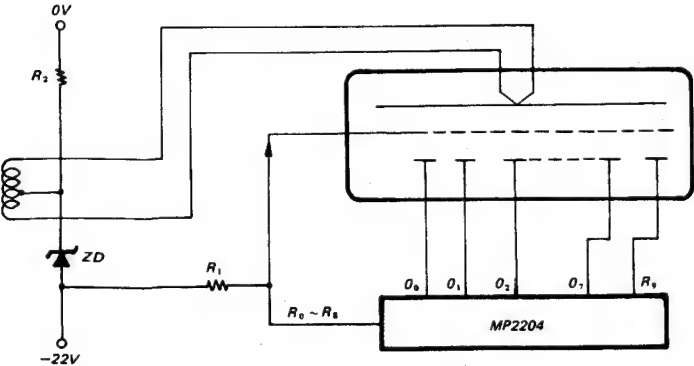 0V
R₂
ZD
R₁
R₀ ~ R₈
O₀ O₁ O₂ O₇ R₉
MP2204
-22V